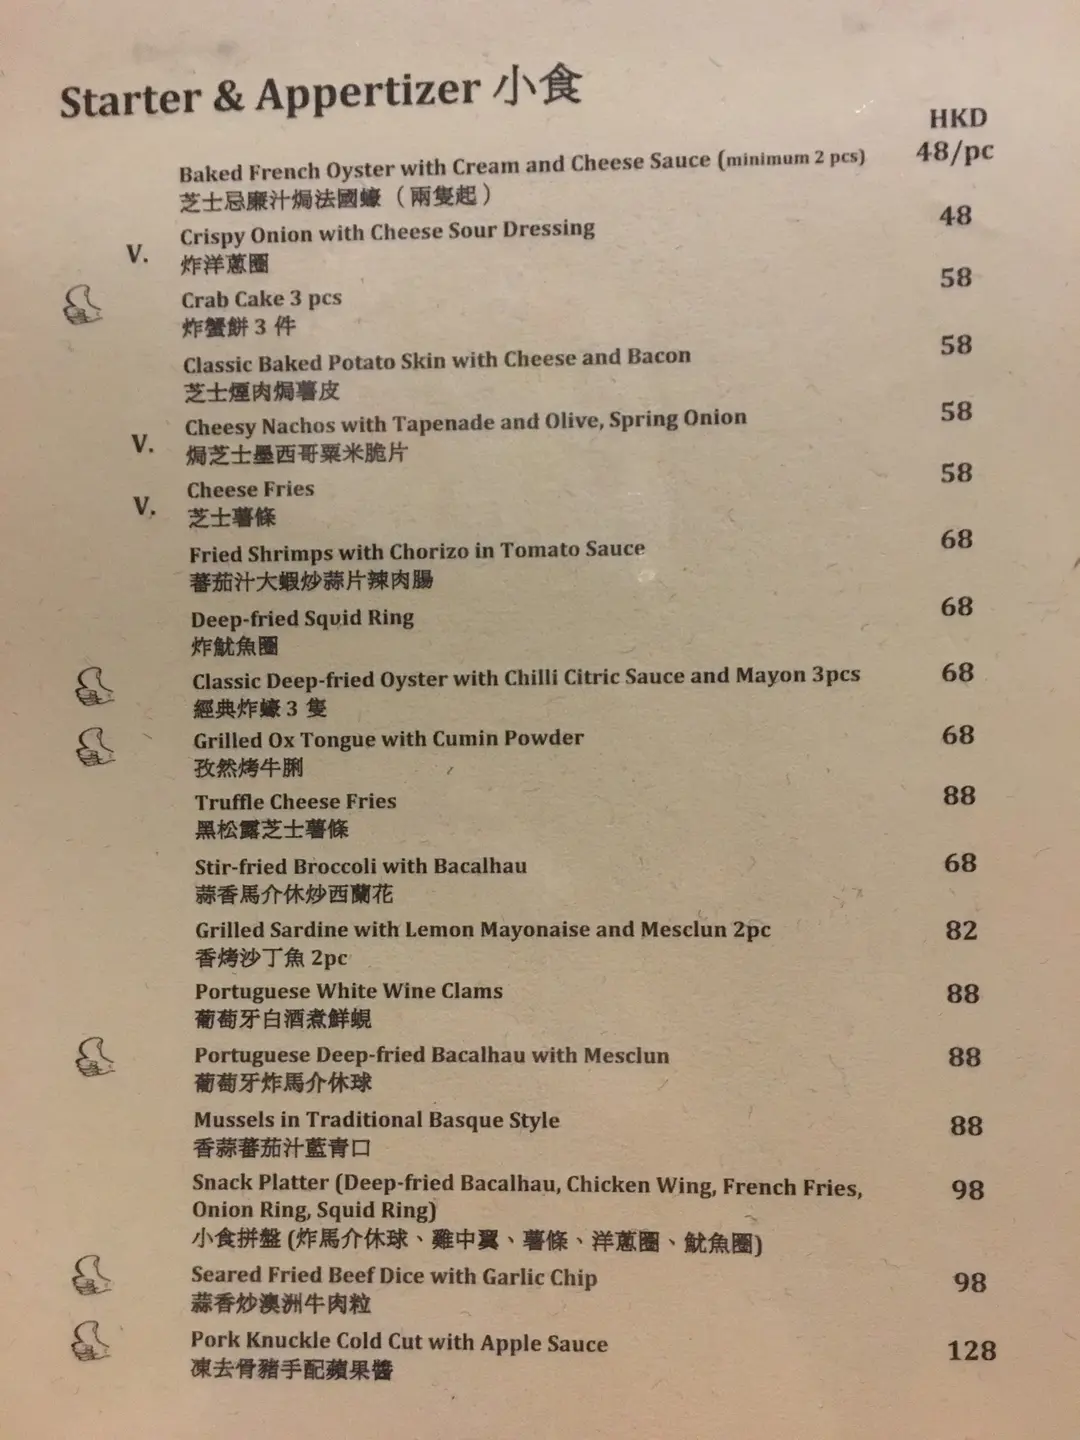 Starter & Appertizer 小食
HKD
Baked French Oyster with Cream and Cheese Sauce (minimum 2 pcs) 48/pc
芝士忌廉汁焗法國蠔（兩隻起）
V. Crispy Onion with Cheese Sour Dressing 48
炸洋蔥圈
Crab Cake 3 pcs 58
炸蟹餅 3 件
Classic Baked Potato Skin with Cheese and Bacon 58
芝士煙肉焗薯皮
V. Cheesy Nachos with Tapenade and Olive, Spring Onion 58
焗芝士墨西哥粟米脆片
V. Cheese Fries 58
芝士薯條
Fried Shrimps with Chorizo in Tomato Sauce 68
蕃茄汁大蝦炒蒜片辣肉腸
Deep-fried Squid Ring 68
炸魷魚圈
Classic Deep-fried Oyster with Chilli Citric Sauce and Mayon 3pcs 68
經典炸蠔 3 隻
Grilled Ox Tongue with Cumin Powder 68
孜然烤牛脷
Truffle Cheese Fries 88
黑松露芝士薯條
Stir-fried Broccoli with Bacalhau 68
蒜香馬介休炒西蘭花
Grilled Sardine with Lemon Mayonaise and Mesclun 2pc 82
香烤沙丁魚 2pc
Portuguese White Wine Clams 88
葡萄牙白酒煮鮮蜆
Portuguese Deep-fried Bacalhau with Mesclun 88
葡萄牙炸馬介休球
Mussels in Traditional Basque Style 88
香蒜蕃茄汁藍青口
Snack Platter (Deep-fried Bacalhau, Chicken Wing, French Fries, 98
Onion Ring, Squid Ring)
小食拼盤 (炸馬介休球、雞中翼、薯條、洋蔥圈、魷魚圈)
Seared Fried Beef Dice with Garlic Chip 98
蒜香炒澳洲牛肉粒
Pork Knuckle Cold Cut with Apple Sauce 128
凍去骨豬手配蘋果醬